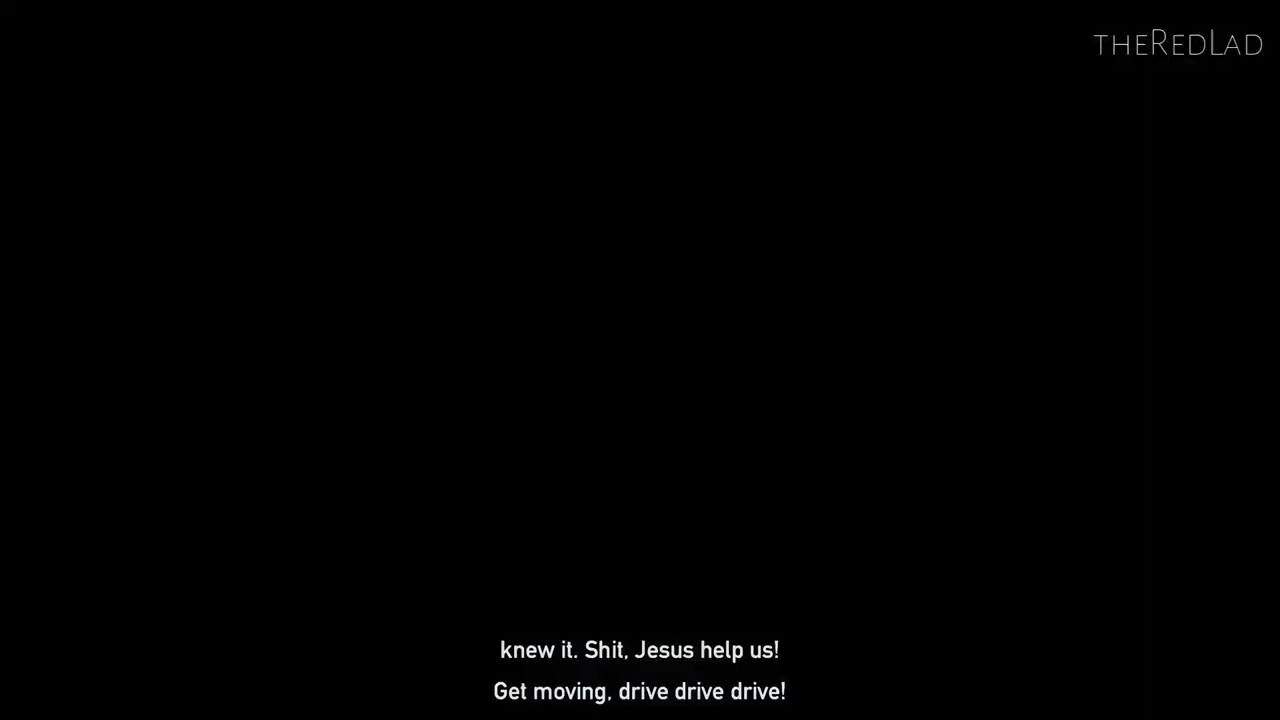 theRedLad
knew it. Shit, Jesus help us!
Get moving, drive drive drive!